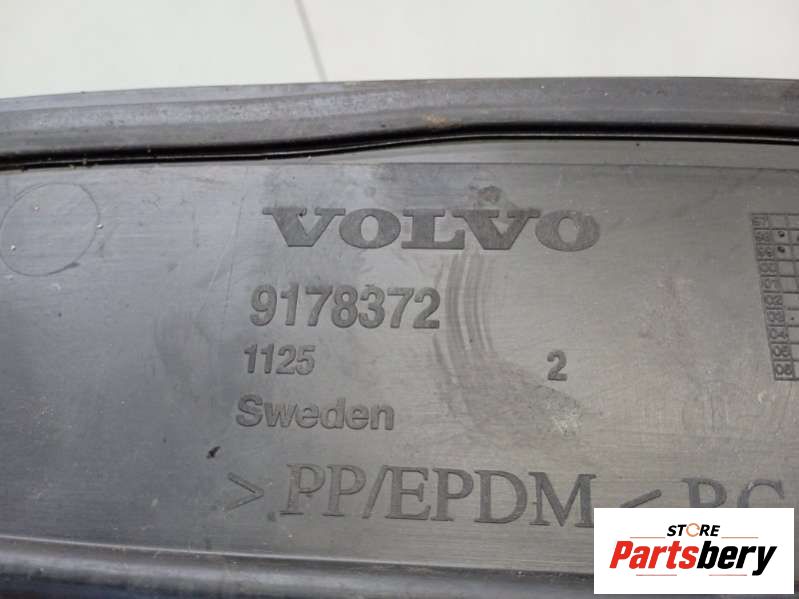 VOLVO
9178372
1125 2
Sweden
>PP/EPDM<
STORE
Partsbery